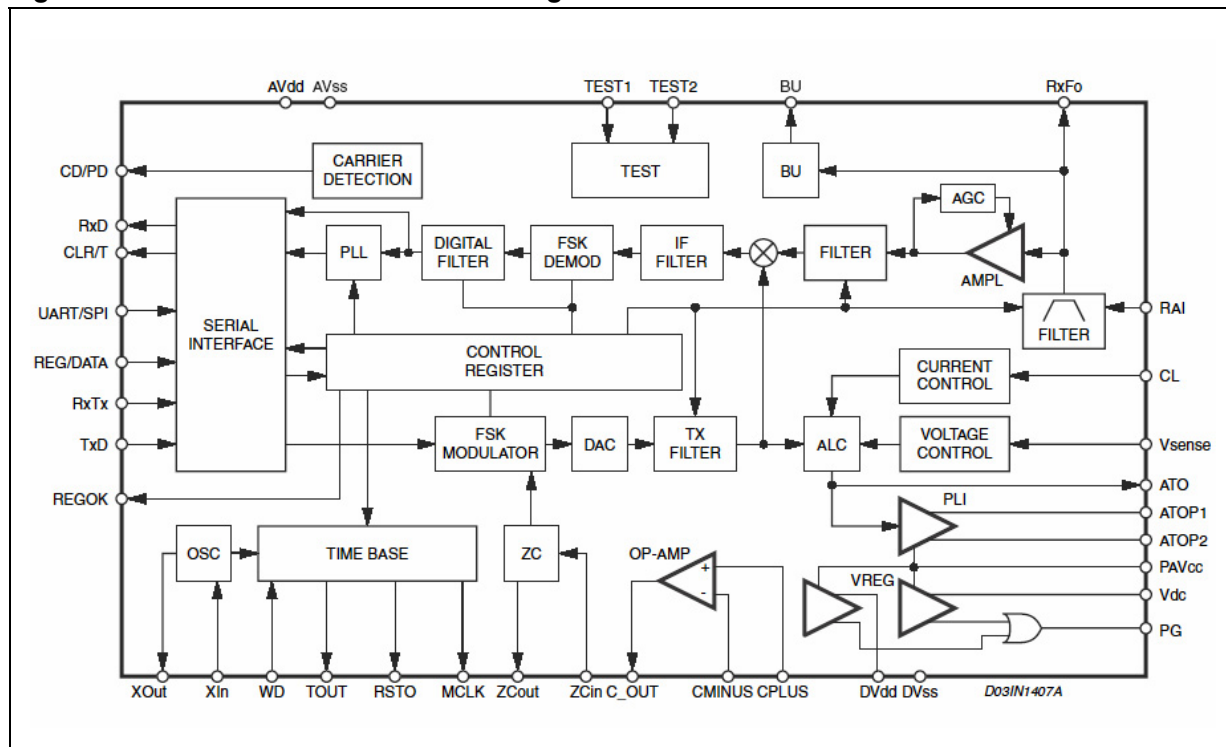 AVdd AVss TEST1 TEST2 BU RxFo
CD/PD
CARRIER
DETECTION
TEST
BU
AGC
RxD
CLR/T
PLL
DIGITAL
FILTER
FSK
DEMOD
IF
FILTER
FILTER
AMPL
UART/SPI
SERIAL
INTERFACE
FILTER
RAI
REG/DATA
CONTROL
REGISTER
CURRENT
CONTROL
CL
RxTx
TxD
FSK
MODULATOR
DAC
TX
FILTER
ALC
VOLTAGE
CONTROL
Vsense
REGOK
ATO
PLI
ATOP1
ATOP2
OSC
TIME BASE
ZC
OP-AMP
+
-
VREG
PAVcc
Vdc
PG
XOut XIn WD TOUT RSTO MCLK ZCout ZCin C_OUT CMINUS CPLUS DVdd DVss
D03IN1407A